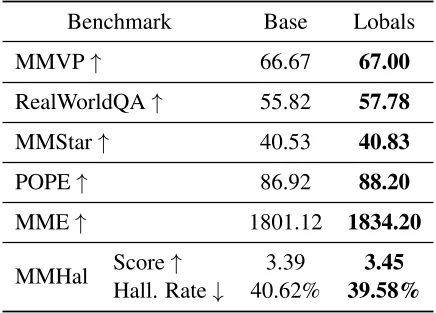 Benchmark Base Lobals
MMVP ↑ 66.67 67.00
RealWorldQA ↑ 55.82 57.78
MMStar ↑ 40.53 40.83
POPE ↑ 86.92 88.20
MME ↑ 1801.12 1834.20
MMHal Score ↑ 3.39 3.45
Hall. Rate ↓ 40.62% 39.58%